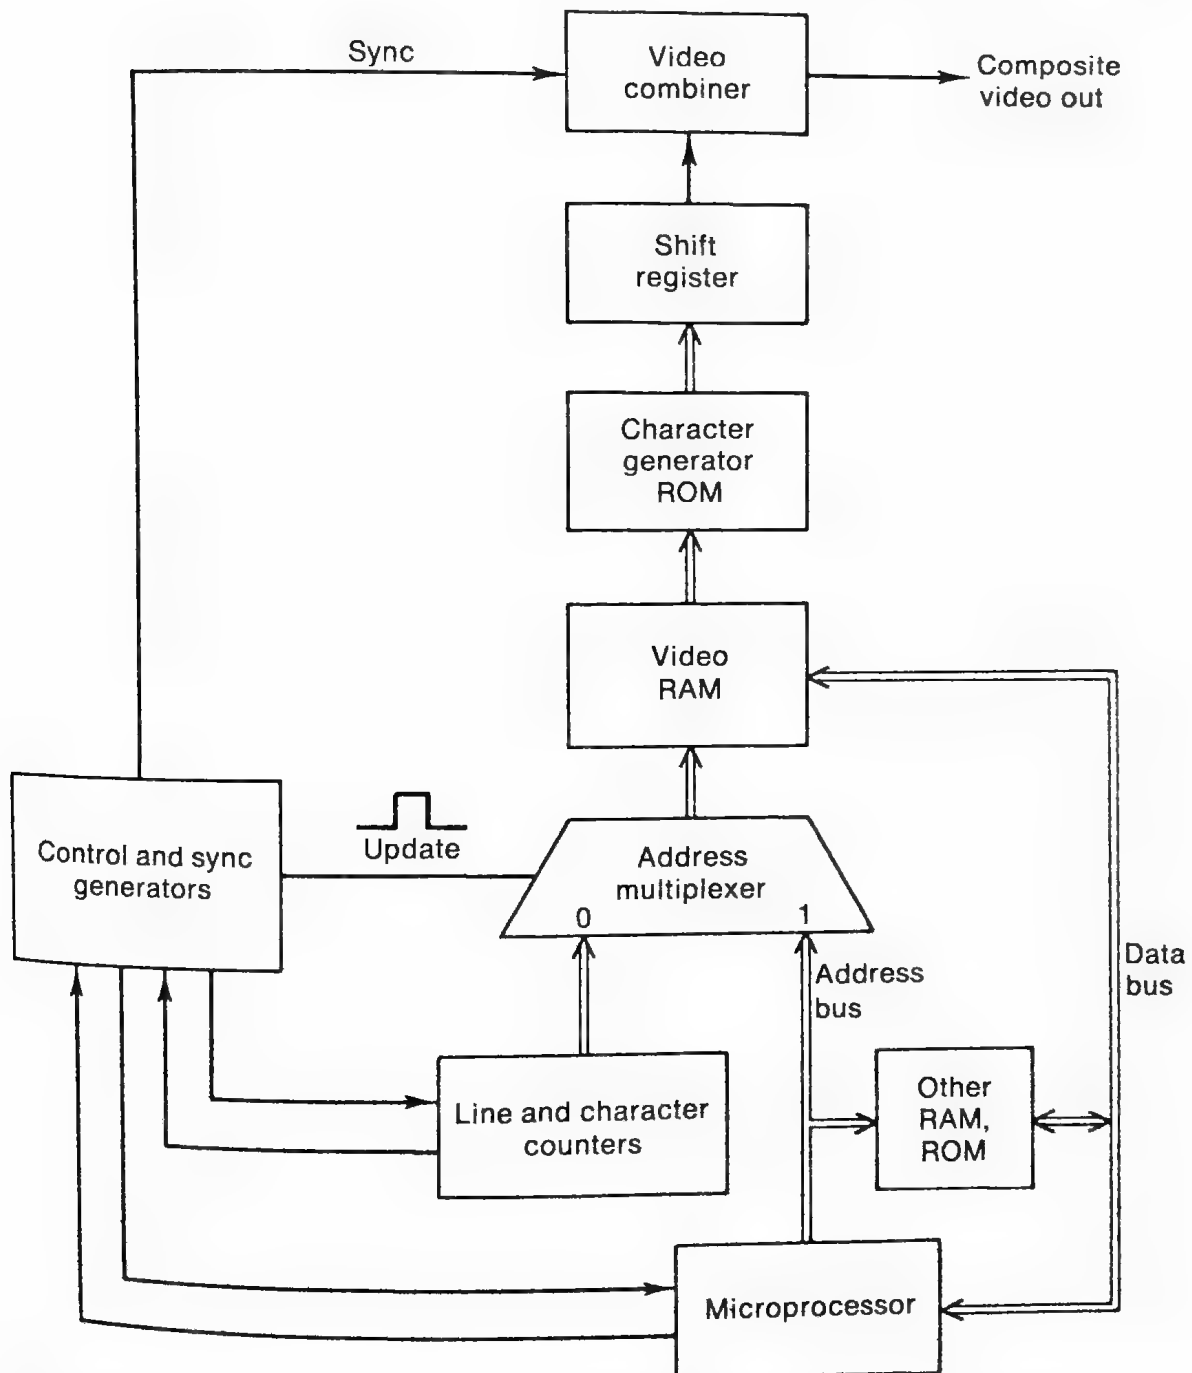 Sync
Video
combiner
Composite
video out
Shift
register
Character
generator
ROM
Video
RAM
Control and sync
generators
Update
Address
multiplexer
0
1
Address
bus
Data
bus
Line and character
counters
Other
RAM,
ROM
Microprocessor